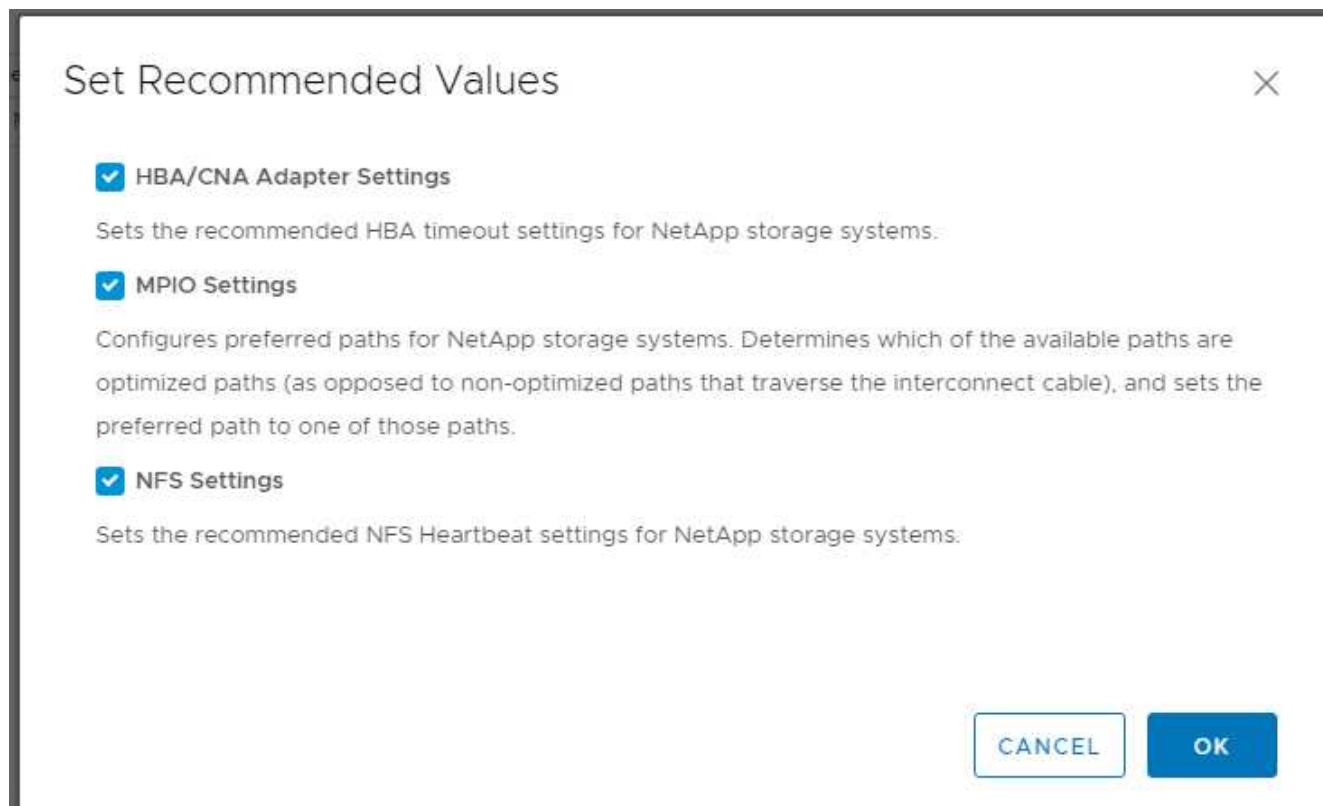 Set Recommended Values
HBA/CNA Adapter Settings
Sets the recommended HBA timeout settings for NetApp storage systems.
MPIO Settings
Configures preferred paths for NetApp storage systems. Determines which of the available paths are
optimized paths (as opposed to non-optimized paths that traverse the interconnect cable), and sets the
preferred path to one of those paths.
NFS Settings
Sets the recommended NFS Heartbeat settings for NetApp storage systems.
CANCEL OK